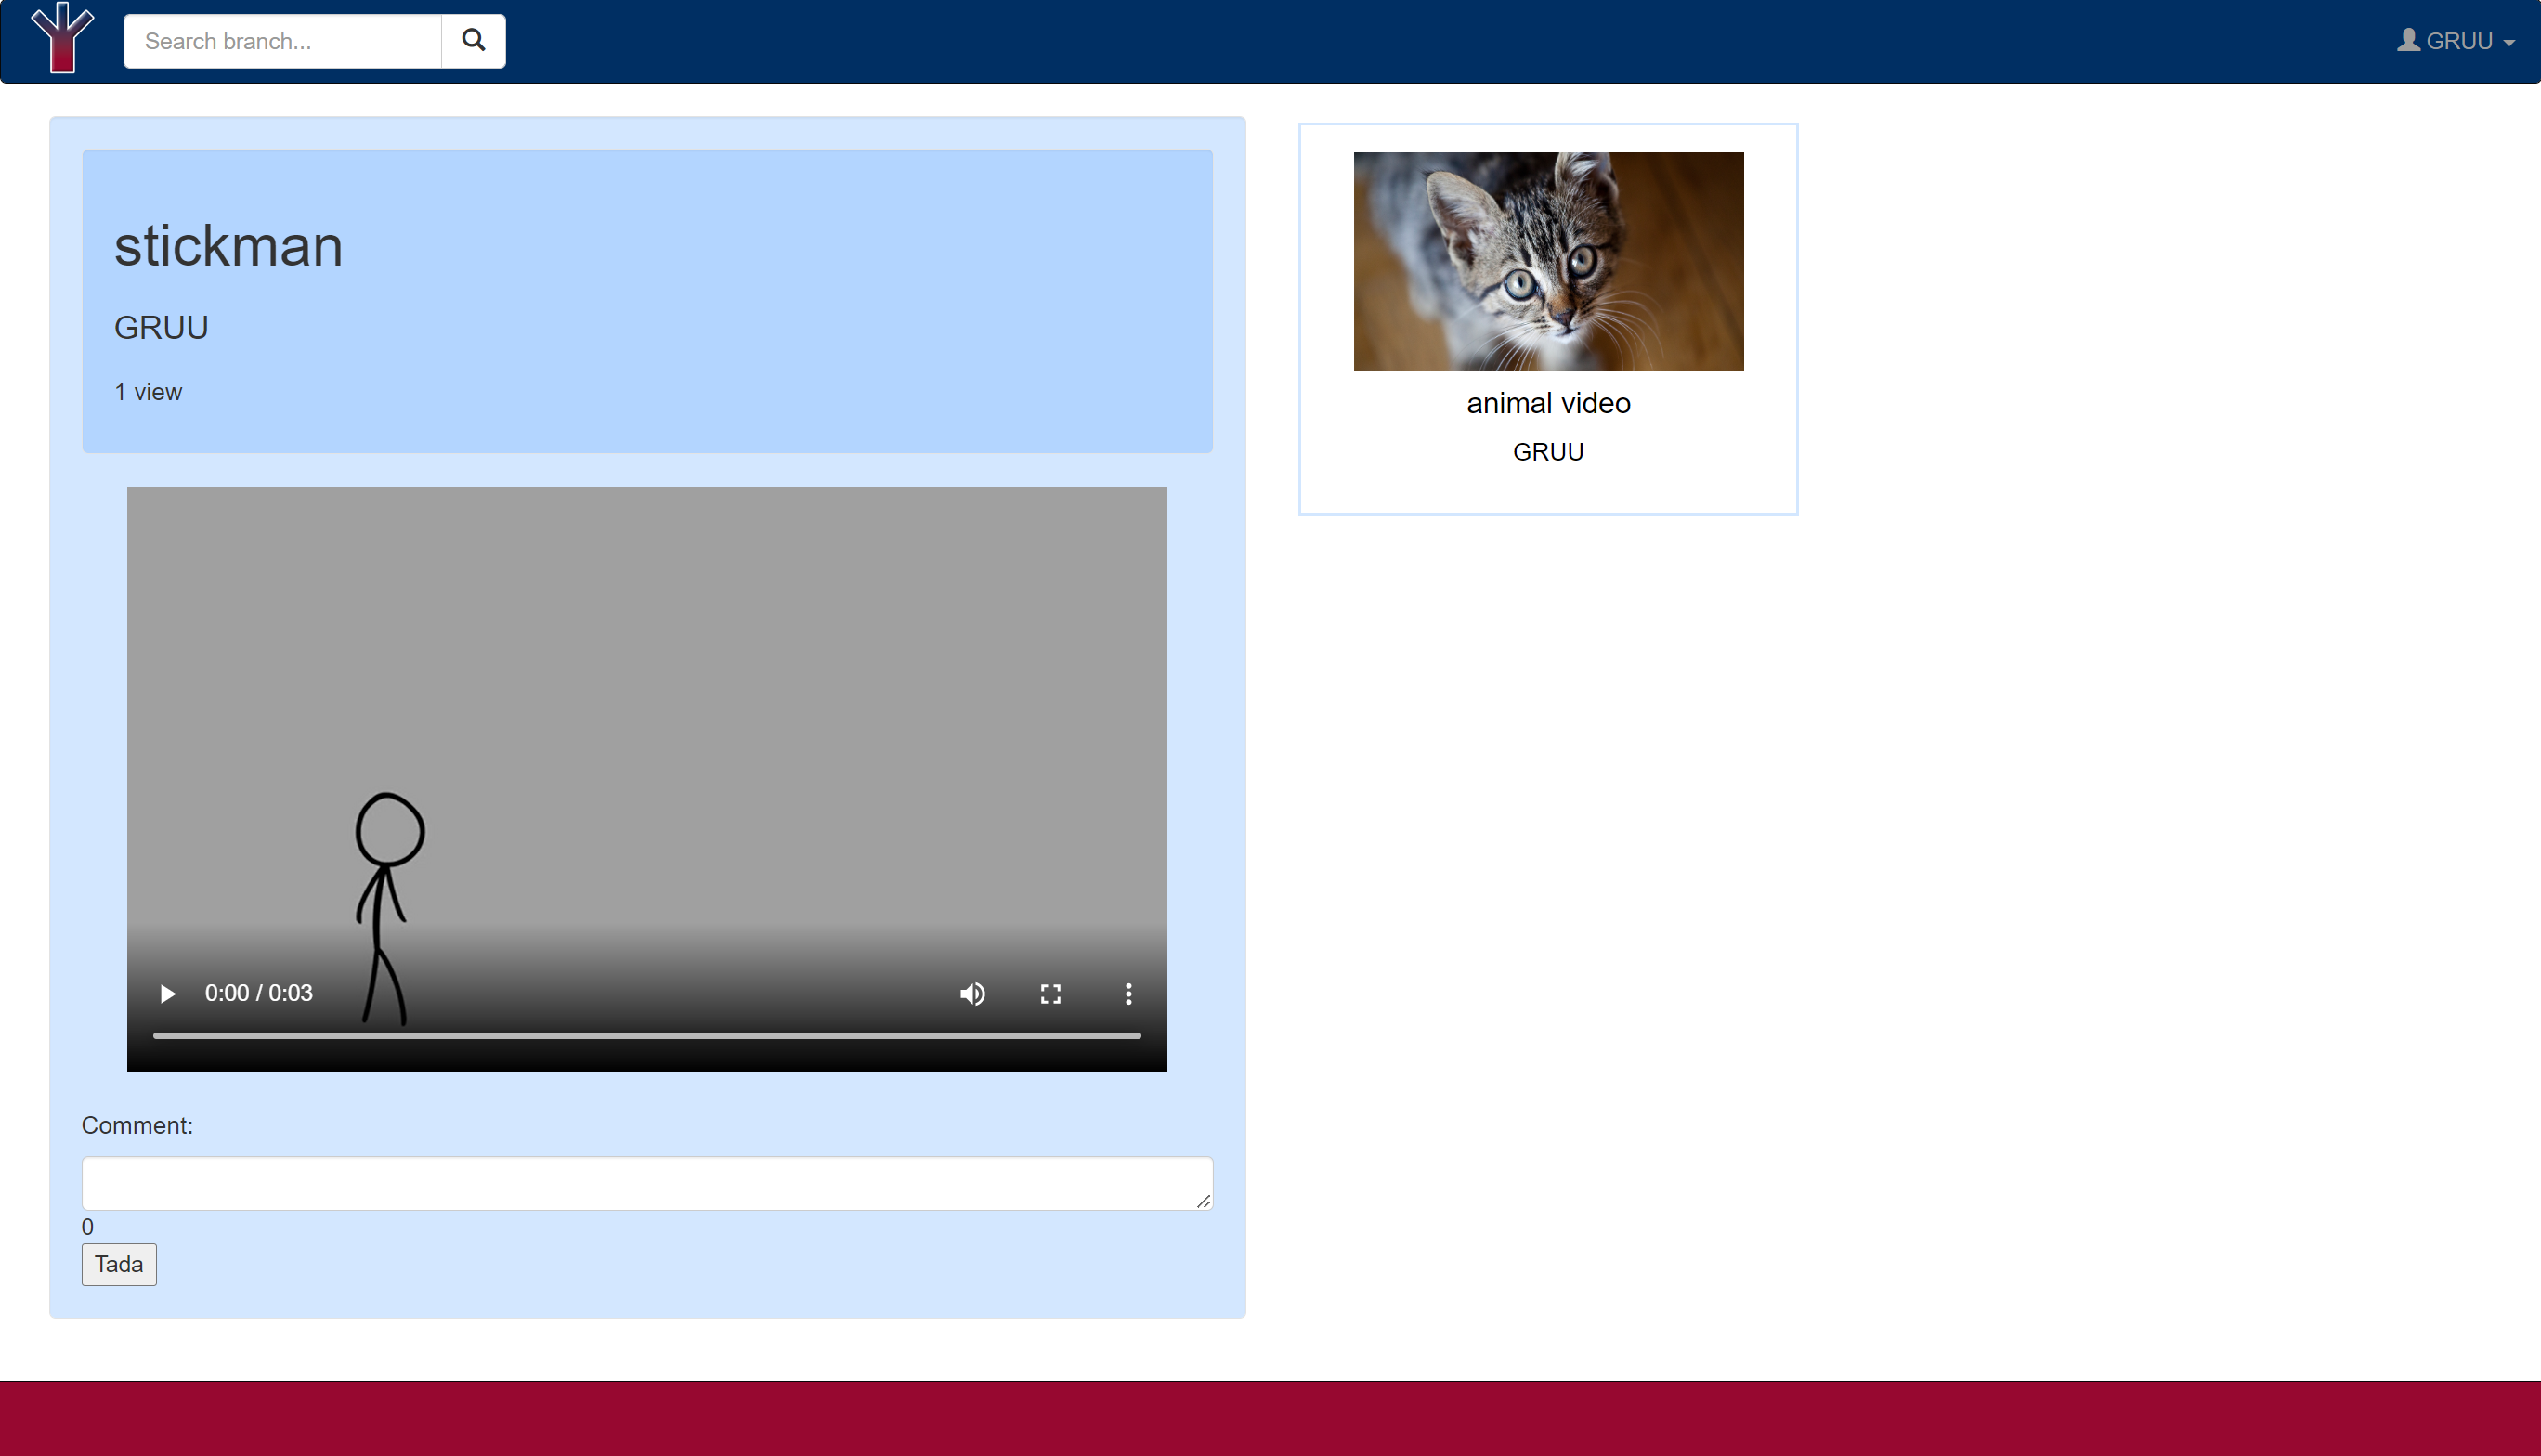 Search branch...
GRUU
stickman
GRUU
1 view
0:00 / 0:03
Comment:
0
Tada
animal video
GRUU